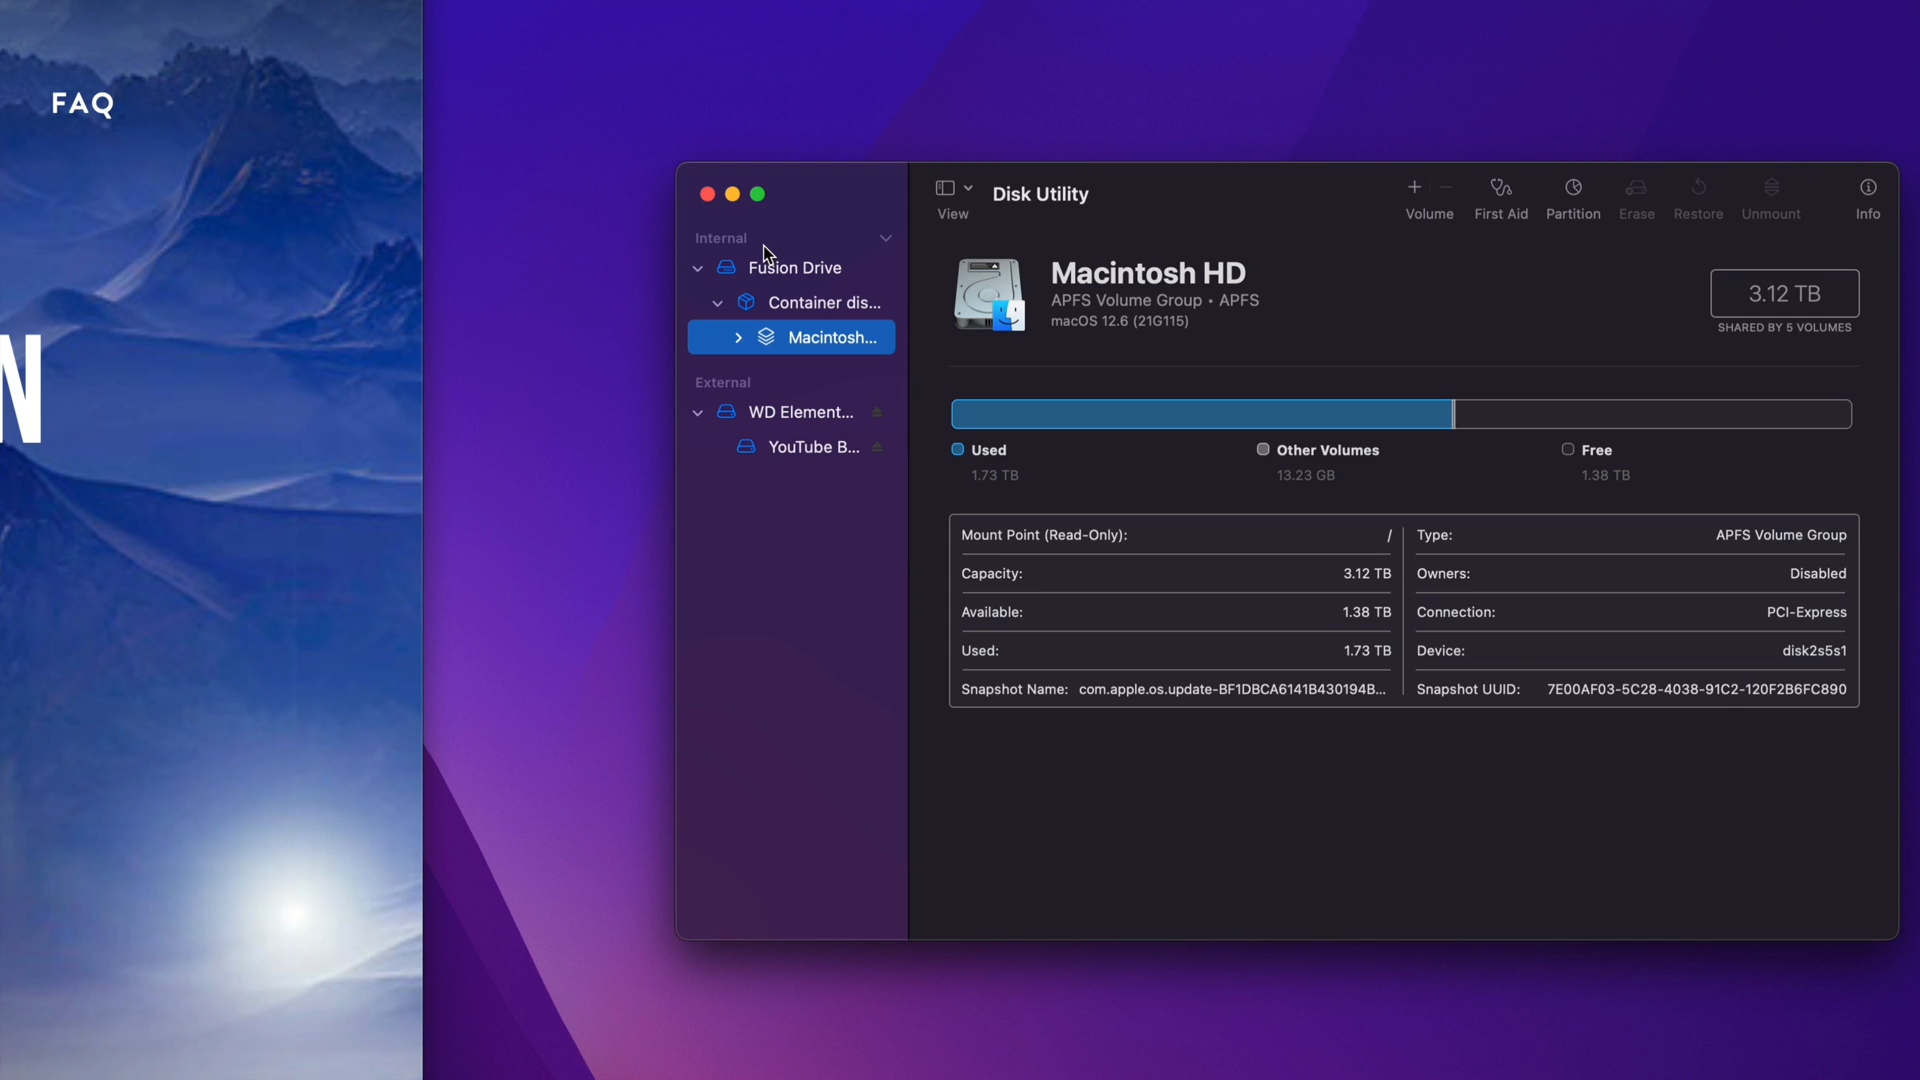 FAQ
N
View
Disk Utility
Volume
First Aid
Partition
Erase
Restore
Unmount
Info
Internal
Fusion Drive
Container dis...
Macintosh...
External
WD Element...
YouTube B...
Macintosh HD
APFS Volume Group • APFS
macOS 12.6 (21G115)
3.12 TB
SHARED BY 5 VOLUMES
Used
1.73 TB
Other Volumes
13.23 GB
Free
1.38 TB
Mount Point (Read-Only): /
Capacity: 3.12 TB
Available: 1.38 TB
Used: 1.73 TB
Snapshot Name: com.apple.os.update-BF1DBCA6141B430194B...
Type: APFS Volume Group
Owners: Disabled
Connection: PCI-Express
Device: disk2s5s1
Snapshot UUID: 7E00AF03-5C28-4038-91C2-120F2B6FC890